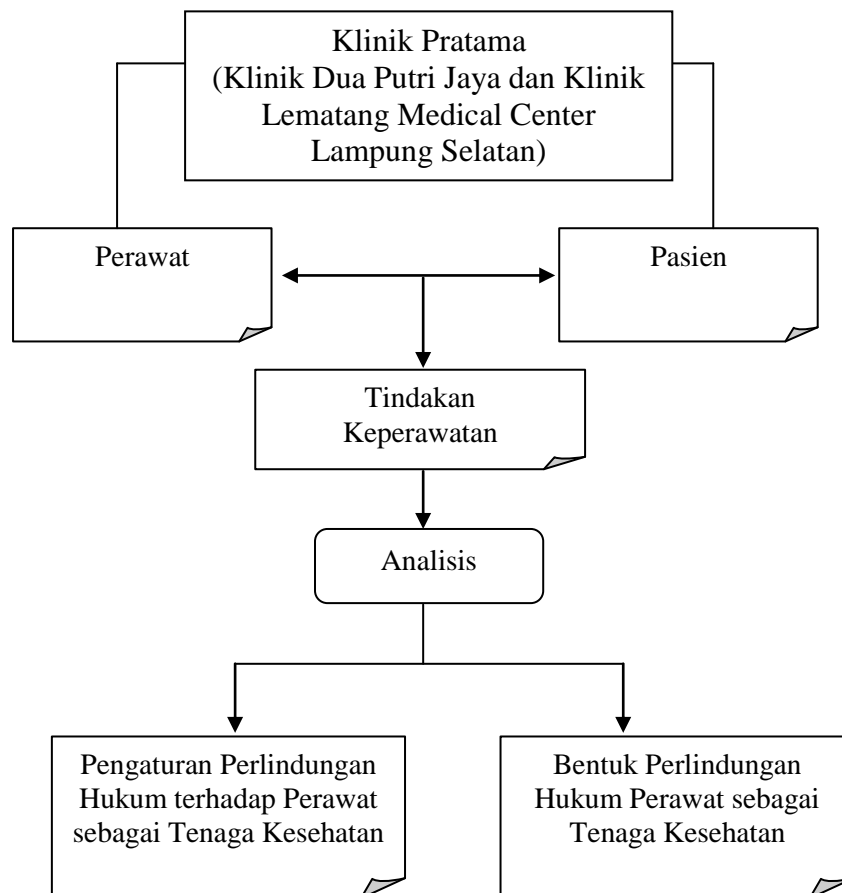 Klinik Pratama
(Klinik Dua Putri Jaya dan Klinik
Lematang Medical Center
Lampung Selatan)
Perawat
Pasien
Tindakan
Keperawatan
Analisis
Pengaturan Perlindungan
Hukum terhadap Perawat
sebagai Tenaga Kesehatan
Bentuk Perlindungan
Hukum Perawat sebagai
Tenaga Kesehatan